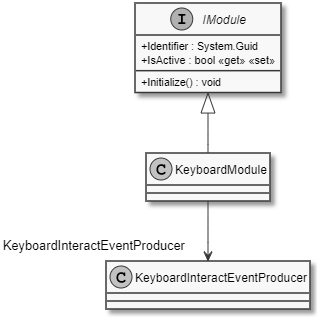 I IModule
+Identifier : System.Guid
+IsActive : bool «get» «set»
+Initialize() : void
C KeyboardModule
KeyboardInteractEventProducer
C KeyboardInteractEventProducer